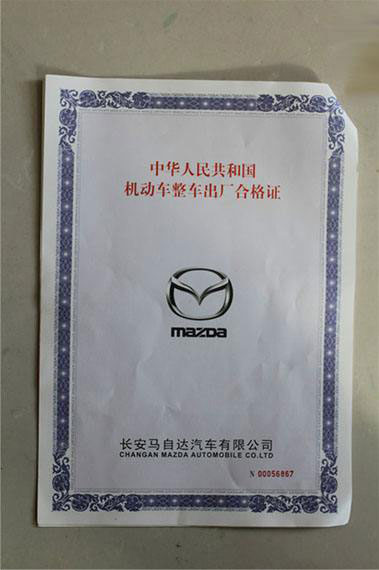 中华人民共和国
机动车整车出厂合格证
mazda
长安马自达汽车有限公司
CHANGAN MAZDA AUTOMOBILE CO.LTD
N 00056867